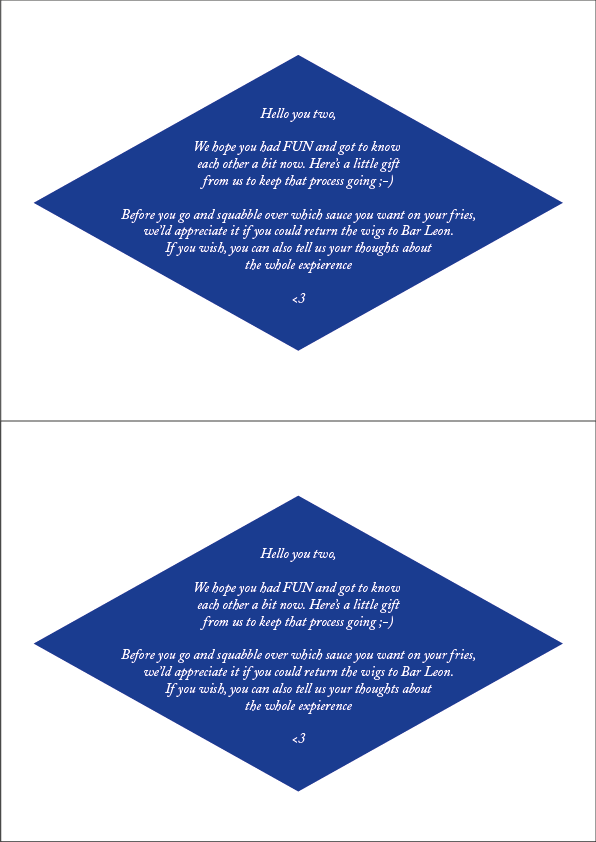 Hello you two,
We hope you had FUN and got to know
each other a bit now. Here's a little gift
from us to keep that process going ;-)
Before you go and squabble over which sauce you want on your fries,
we'ld appreciate it if you could return the wigs to Bar Leon.
If you wish, you can also tell us your thoughts about
the whole expierence
<3
Hello you two,
We hope you had FUN and got to know
each other a bit now. Here's a little gift
from us to keep that process going ;-)
Before you go and squabble over which sauce you want on your fries,
we'ld appreciate it if you could return the wigs to Bar Leon.
If you wish, you can also tell us your thoughts about
the whole expierence
<3